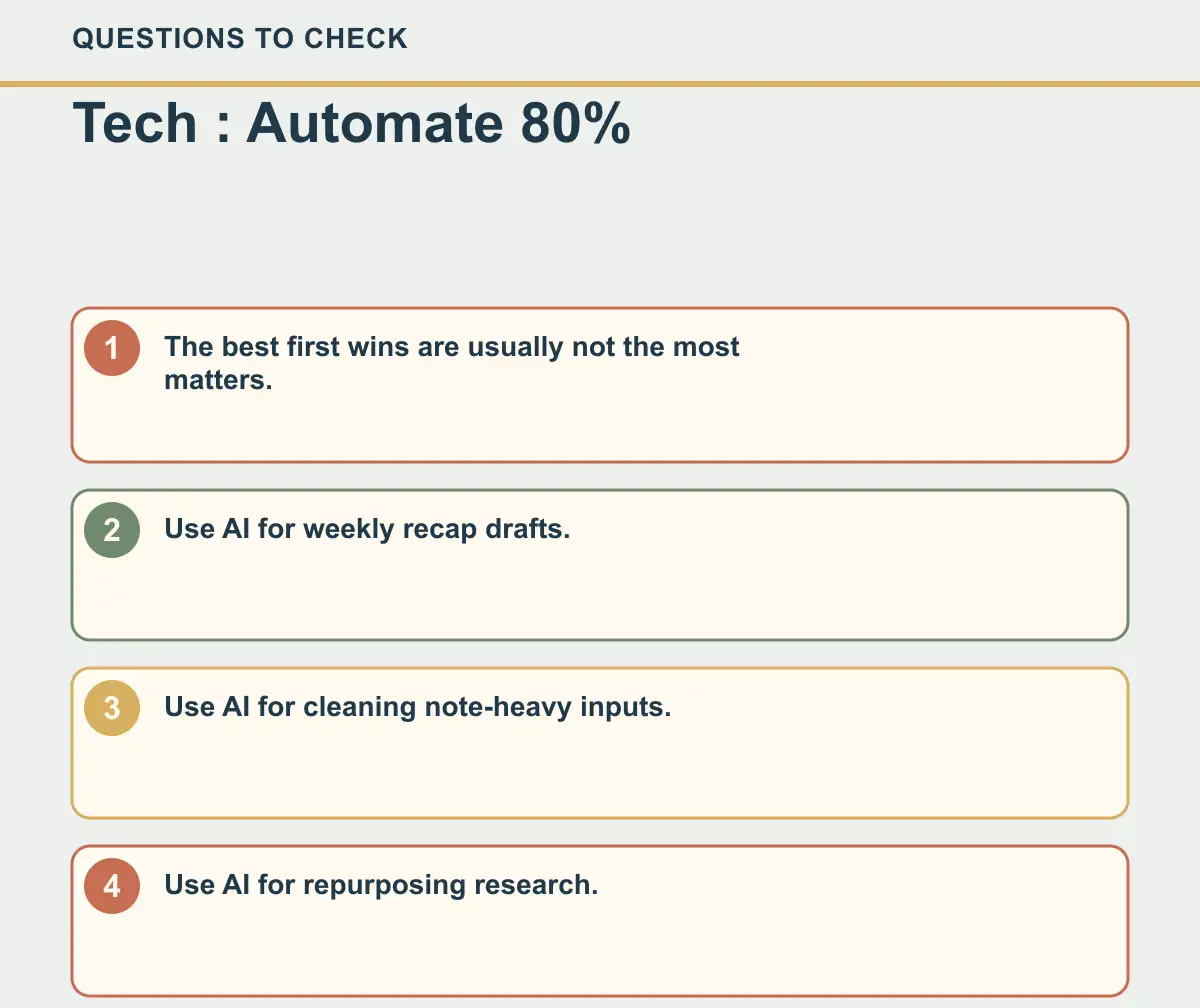 QUESTIONS TO CHECK
Tech : Automate 80%
1
The best first wins are usually not the most
matters.
2
Use AI for weekly recap drafts.
3
Use AI for cleaning note-heavy inputs.
4
Use AI for repurposing research.